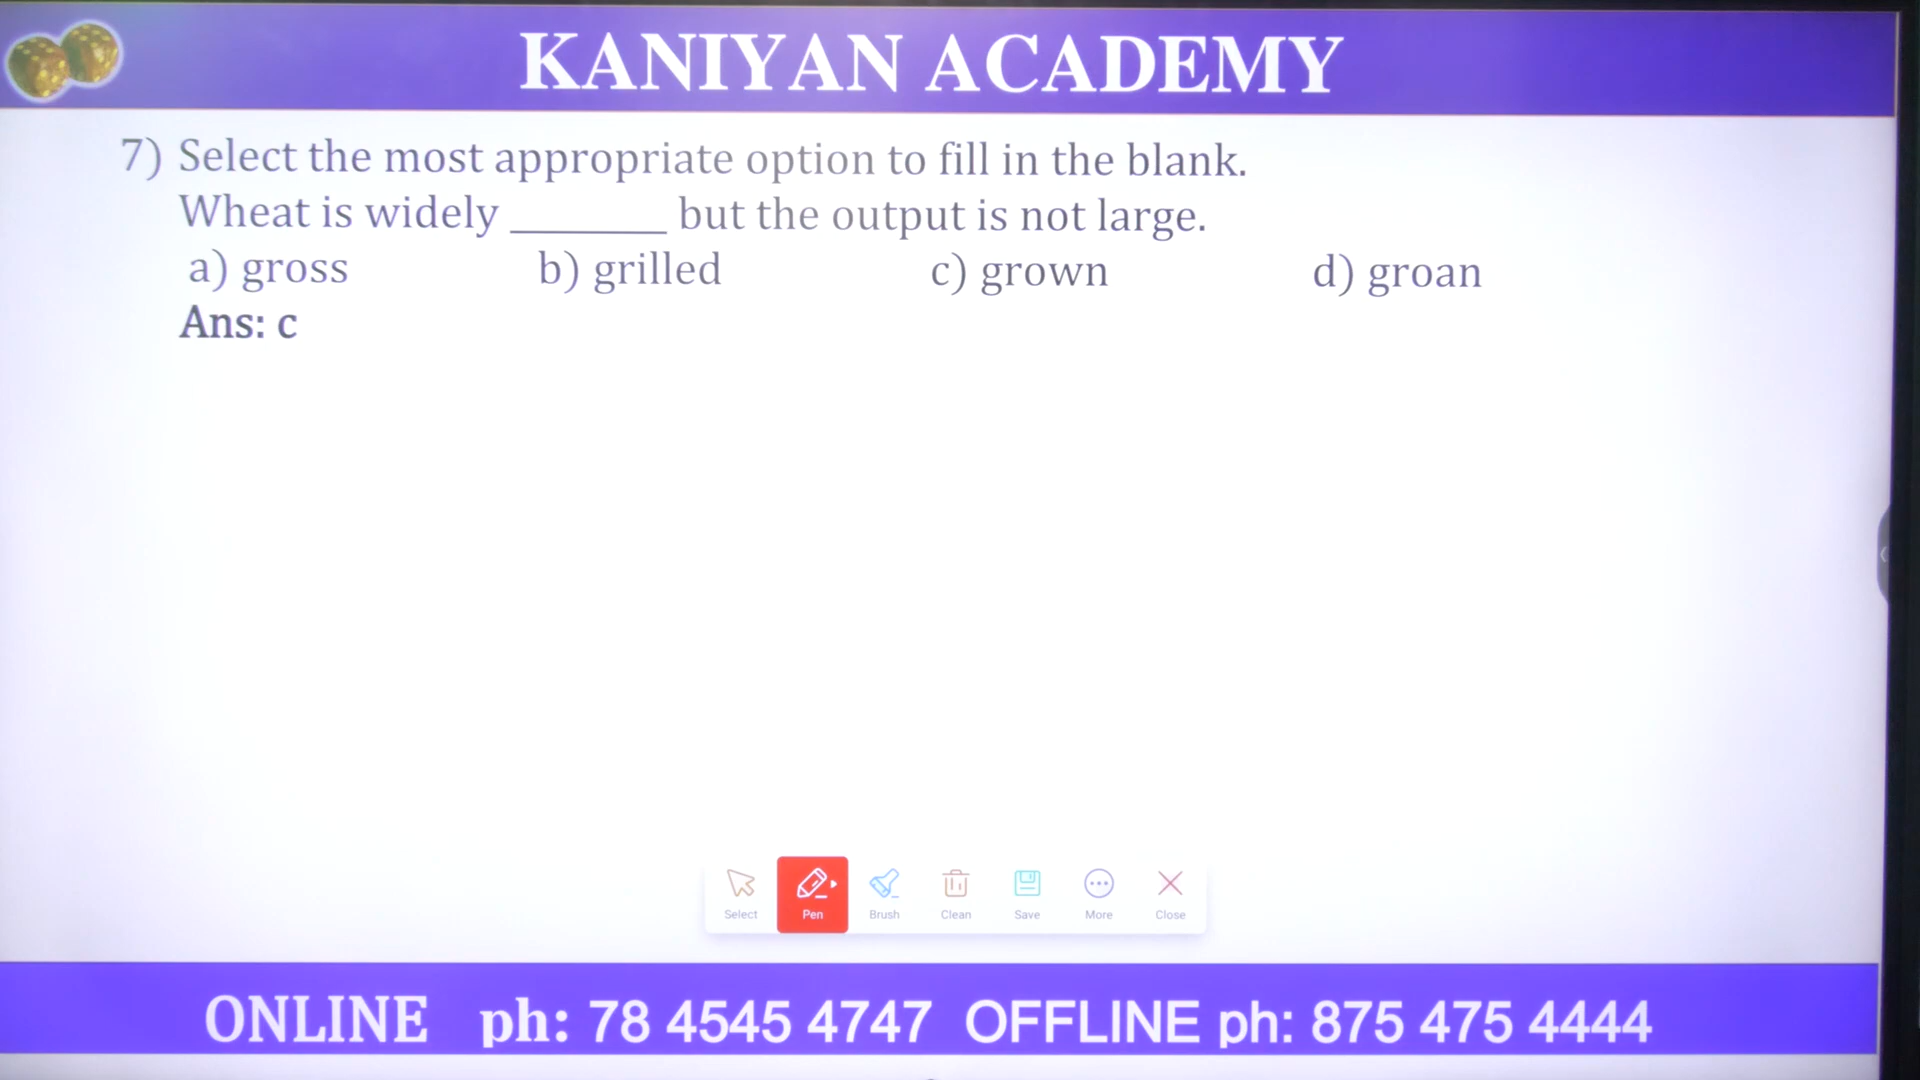 KANIYAN ACADEMY
7) Select the most appropriate option to fill in the blank.
Wheat is widely ________ but the output is not large.
a) gross b) grilled c) grown d) groan
Ans: c
Select Pen Brush Clean Save More Close
ONLINE ph: 78 4545 4747 OFFLINE ph: 875 475 4444